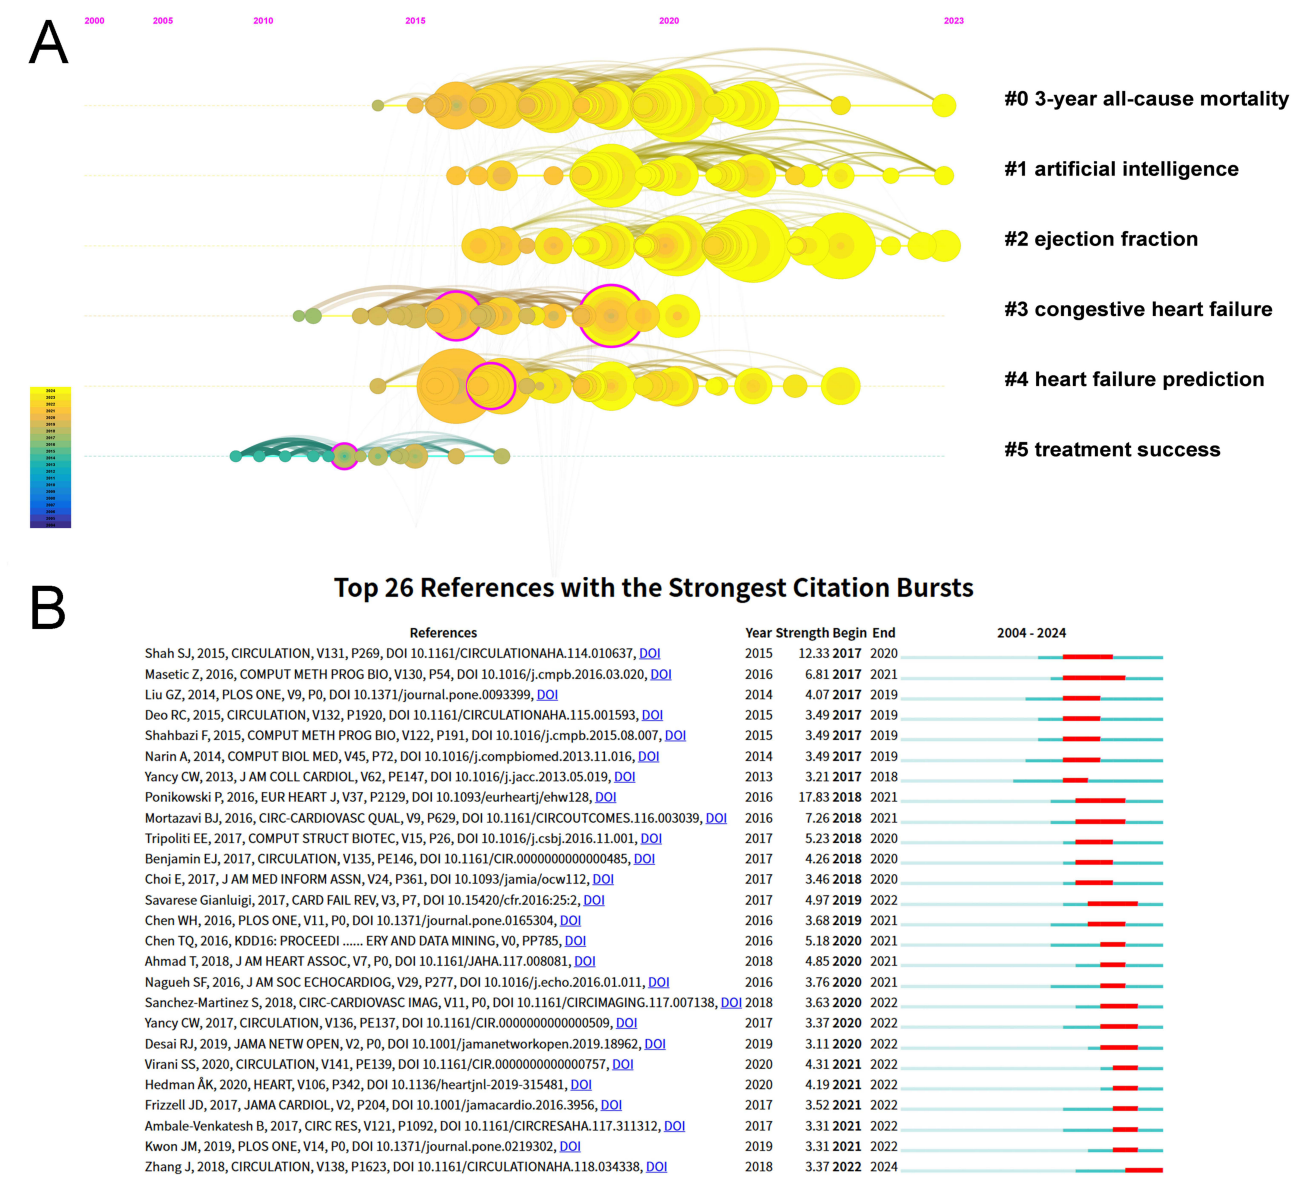 A
2000 2005 2010 2015 2020 2023
#0 3-year all-cause mortality
#1 artificial intelligence
#2 ejection fraction
#3 congestive heart failure
#4 heart failure prediction
#5 treatment success
2024
2023
2022
2021
2020
2019
2018
2017
2016
2015
2014
2013
2012
2011
2010
2009
2008
2007
2006
2005
2004
B
Top 26 References with the Strongest Citation Bursts
References Year Strength Begin End 2004 - 2024
Shah SJ, 2015, CIRCULATION, V131, P269, DOI 10.1161/CIRCULATIONAHA.114.010637, DOI 2015 12.33 2017 2020
Masetic Z, 2016, COMPUT METH PROG BIO, V130, P54, DOI 10.1016/j.cmpb.2016.03.020, DOI 2016 6.81 2017 2021
Liu GZ, 2014, PLOS ONE, V9, P0, DOI 10.1371/journal.pone.0093399, DOI 2014 4.07 2017 2019
Deo RC, 2015, CIRCULATION, V132, P1920, DOI 10.1161/CIRCULATIONAHA.115.001593, DOI 2015 3.49 2017 2019
Shahbazi F, 2015, COMPUT METH PROG BIO, V122, P191, DOI 10.1016/j.cmpb.2015.08.007, DOI 2015 3.49 2017 2019
Narin A, 2014, COMPUT BIOL MED, V45, P72, DOI 10.1016/j.compbiomed.2013.11.016, DOI 2014 3.49 2017 2019
Yancy CW, 2013, J AM COLL CARDIOL, V62, PE147, DOI 10.1016/j.jacc.2013.05.019, DOI 2013 3.21 2017 2018
Ponikowski P, 2016, EUR HEART J, V37, P2129, DOI 10.1093/eurheartj/ehw128, DOI 2016 17.83 2018 2021
Mortazavi BJ, 2016, CIRC-CARDIOVASC QUAL, V9, P629, DOI 10.1161/CIRCOUTCOMES.116.003039, DOI 2016 7.26 2018 2021
Tripoliti EE, 2017, COMPUT STRUCT BIOTEC, V15, P26, DOI 10.1016/j.csbj.2016.11.001, DOI 2017 5.23 2018 2020
Benjamin EJ, 2017, CIRCULATION, V135, PE146, DOI 10.1161/CIR.0000000000000485, DOI 2017 4.26 2018 2020
Choi E, 2017, J AM MED INFORM ASSN, V24, P361, DOI 10.1093/jamia/ocw112, DOI 2017 3.46 2018 2020
Savarese Gianluigi, 2017, CARD FAIL REV, V3, P7, DOI 10.15420/cfr.2016:25:2, DOI 2017 4.97 2019 2022
Chen WH, 2016, PLOS ONE, V11, P0, DOI 10.1371/journal.pone.0165304, DOI 2016 3.68 2019 2021
Chen TQ, 2016, KDD16: PROCEEDI ...... ERY AND DATA MINING, V0, PP785, DOI 2016 5.18 2020 2021
Ahmad T, 2018, J AM HEART ASSOC, V7, P0, DOI 10.1161/JAHA.117.008081, DOI 2018 4.85 2020 2021
Nagueh SF, 2016, J AM SOC ECHOCARDIOG, V29, P277, DOI 10.1016/j.echo.2016.01.011, DOI 2016 3.76 2020 2021
Sanchez-Martinez S, 2018, CIRC-CARDIOVASC IMAG, V11, P0, DOI 10.1161/CIRCIMAGING.117.007138, DOI 2018 3.63 2020 2022
Yancy CW, 2017, CIRCULATION, V136, PE137, DOI 10.1161/CIR.0000000000000509, DOI 2017 3.37 2020 2022
Desai RJ, 2019, JAMA NETW OPEN, V2, P0, DOI 10.1001/jamanetworkopen.2019.18962, DOI 2019 3.11 2020 2022
Virani SS, 2020, CIRCULATION, V141, PE139, DOI 10.1161/CIR.0000000000000757, DOI 2020 4.31 2021 2022
Hedman ÅK, 2020, HEART, V106, P342, DOI 10.1136/heartjnl-2019-315481, DOI 2020 4.19 2021 2022
Frizzell JD, 2017, JAMA CARDIOL, V2, P204, DOI 10.1001/jamacardio.2016.3956, DOI 2017 3.52 2021 2022
Ambale-Venkatesh B, 2017, CIRC RES, V121, P1092, DOI 10.1161/CIRCRESAHA.117.311312, DOI 2017 3.31 2021 2022
Kwon JM, 2019, PLOS ONE, V14, P0, DOI 10.1371/journal.pone.0219302, DOI 2019 3.31 2021 2022
Zhang J, 2018, CIRCULATION, V138, P1623, DOI 10.1161/CIRCULATIONAHA.118.034338, DOI 2018 3.37 2022 2024